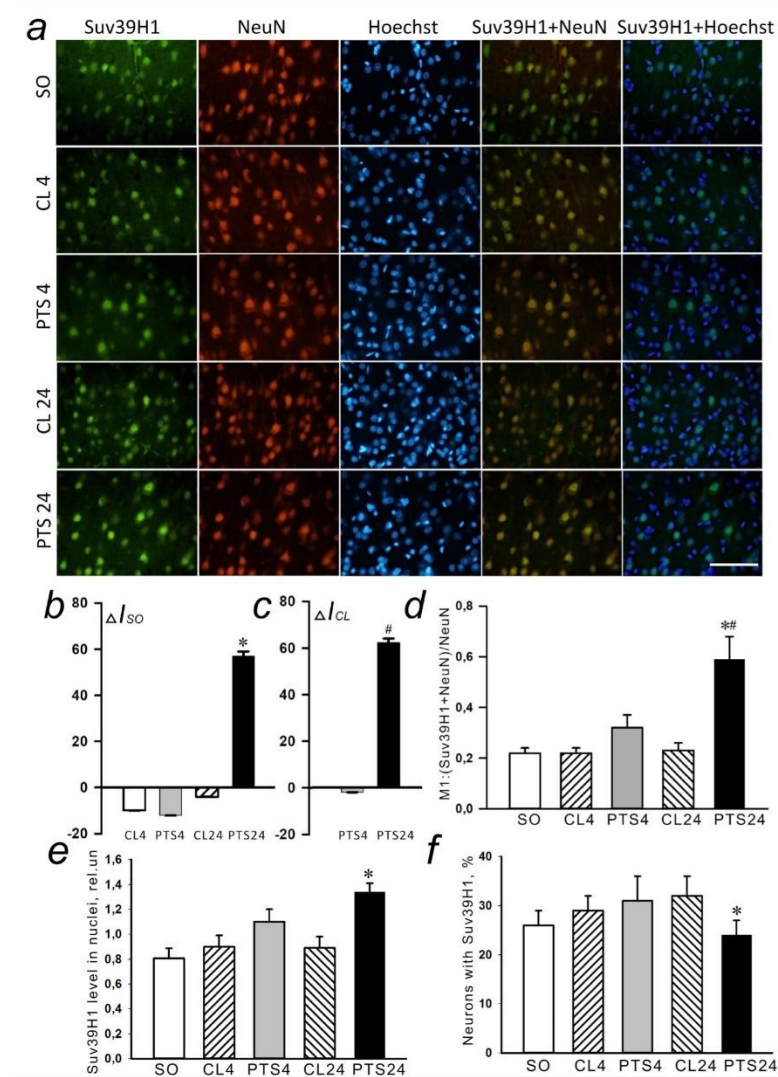 a
Suv39H1 NeuN Hoechst Suv39H1+NeuN Suv39H1+Hoechst
SO
CL 4
PTS 4
CL 24
PTS 24
b
△I SO
80
60
40
20
0
-20
*
CL4 PTS4 CL24 PTS24
c
△I CL
80
60
40
20
0
-20
#
PTS4 PTS24
d
M1:(Suv39H1+NeuN)/NeuN
0,8
0,6
0,4
0,2
0,0
*#
SO CL4 PTS4 CL24 PTS24
e
Suv39H1 level in nuclei, rel.un
1,6
1,4
1,2
1,0
0,8
0,6
0,4
0,2
0,0
*
SO CL4 PTS4 CL24 PTS24
f
Neurons with Suv39H1, %
40
30
20
10
0
*
SO CL4 PTS4 CL24 PTS24